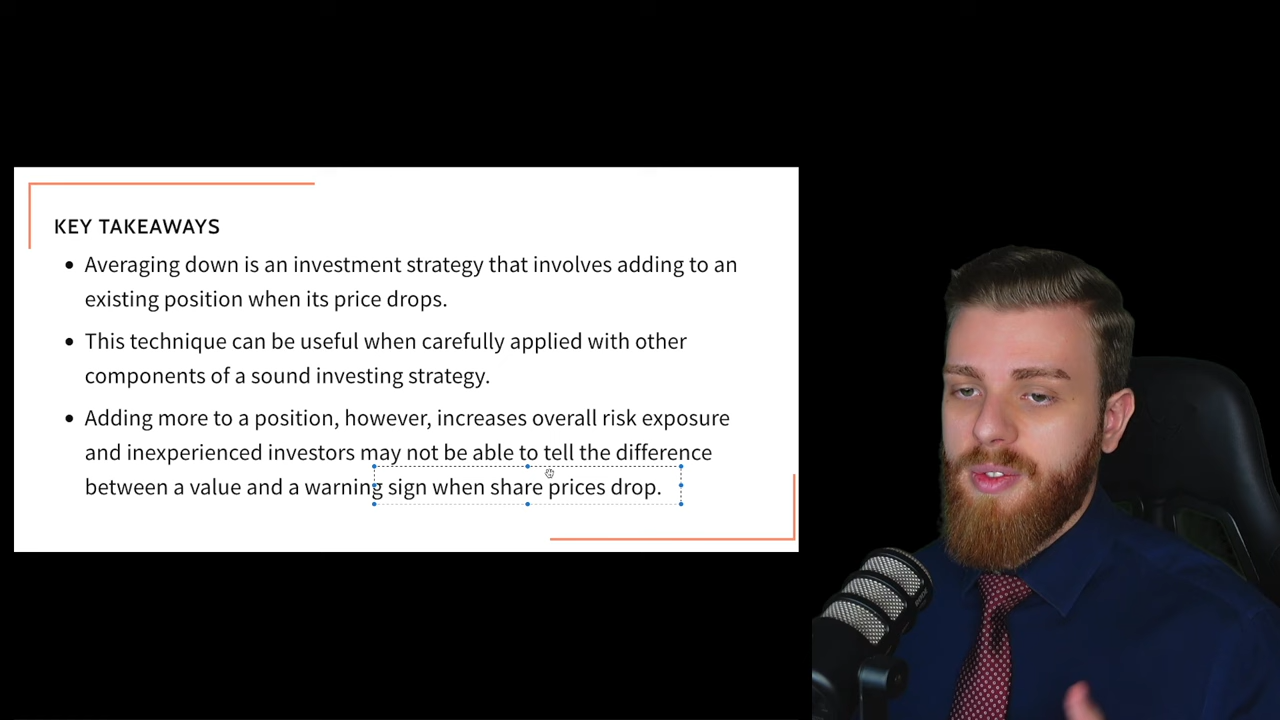 KEY TAKEAWAYS
Averaging down is an investment strategy that involves adding to an
existing position when its price drops.
This technique can be useful when carefully applied with other
components of a sound investing strategy.
Adding more to a position, however, increases overall risk exposure
and inexperienced investors may not be able to tell the difference
between a value and a warning sign when share prices drop.